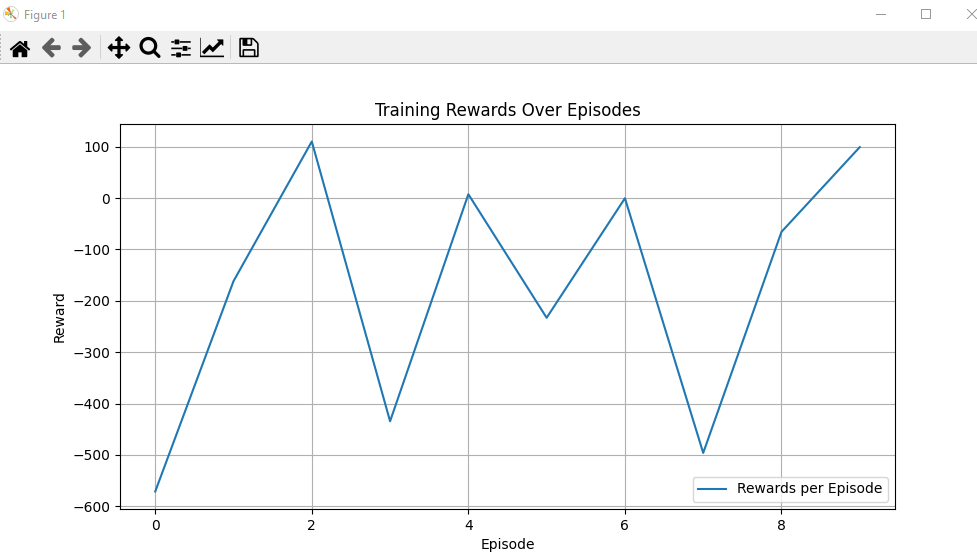 Figure 1
Training Rewards Over Episodes
100
0
−100
−200
−300
−400
−500
−600
Reward
0 2 4 6 8
Episode
Rewards per Episode